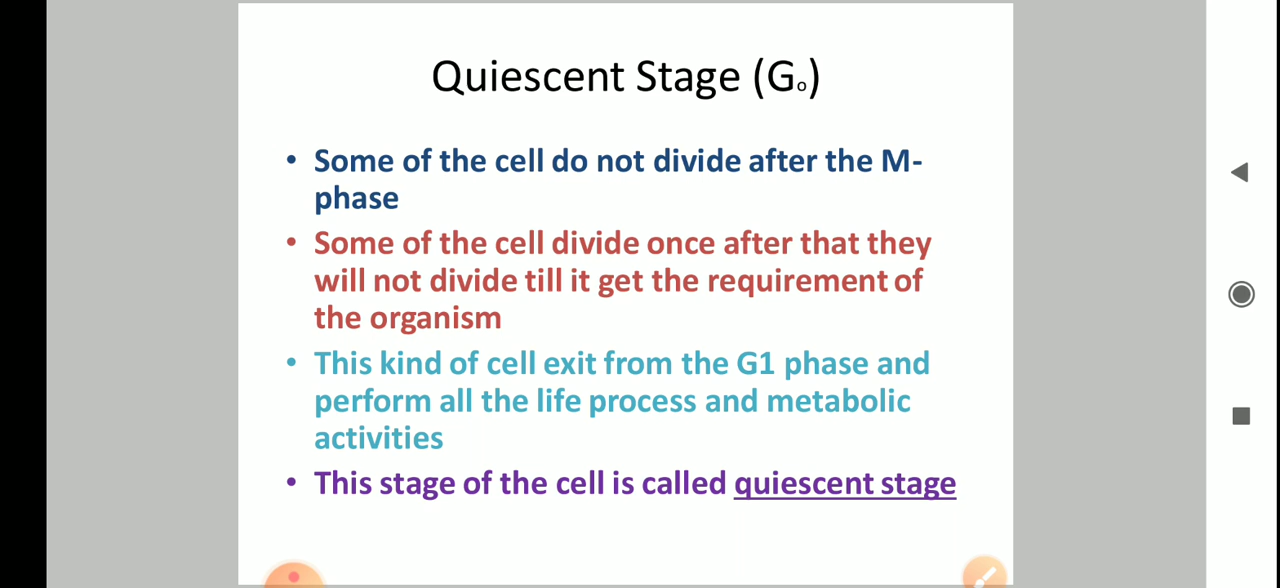 Quiescent Stage (G₀)
• Some of the cell do not divide after the M-
phase
• Some of the cell divide once after that they
will not divide till it get the requirement of
the organism
• This kind of cell exit from the G1 phase and
perform all the life process and metabolic
activities
• This stage of the cell is called quiescent stage